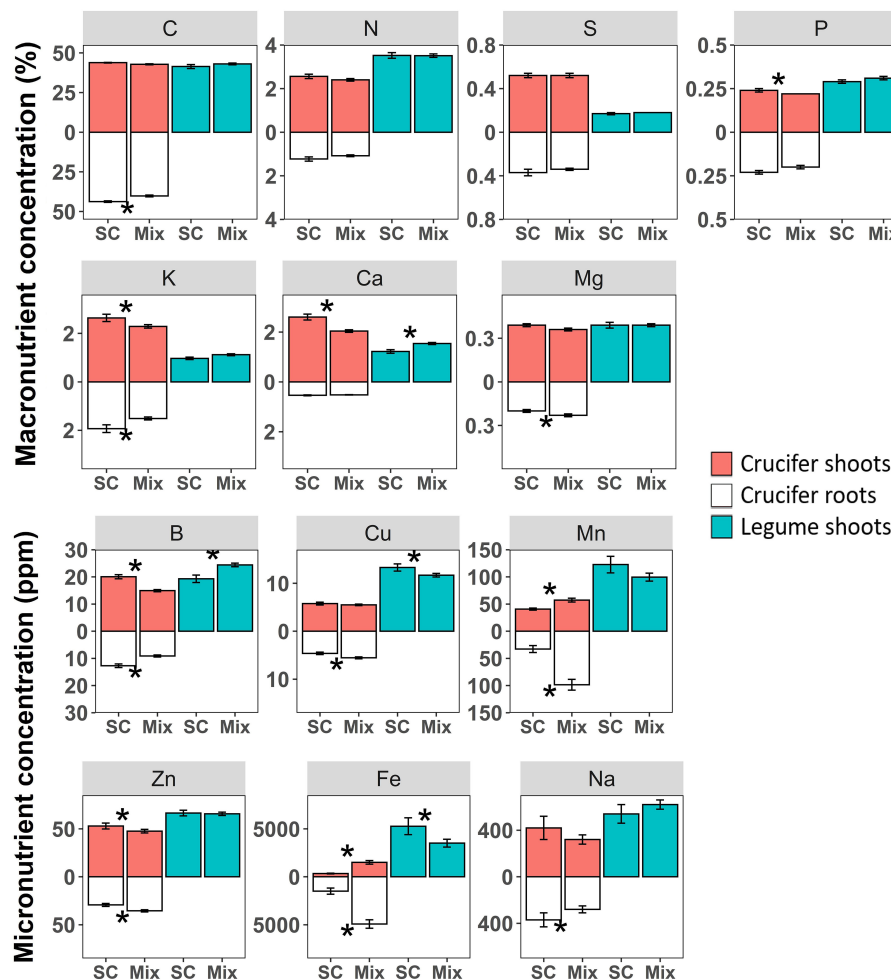 C
N
S
P
Macronutrient concentration (%)
50
25
0
25
50
4
2
0
2
4
0.8
0.4
0
0.4
0.8
0.5
0.25
0
0.25
0.5
*
*
SC Mix SC Mix
SC Mix SC Mix
SC Mix SC Mix
SC Mix SC Mix
K
Ca
Mg
2
0
2
2
0
2
0.3
0
0.3
*
*
*
*
*
SC Mix SC Mix
SC Mix SC Mix
SC Mix SC Mix
Crucifer shoots
Crucifer roots
Legume shoots
Micronutrient concentration (ppm)
B
Cu
Mn
30
20
10
0
10
20
30
10
0
10
150
100
50
0
50
100
150
*
*
*
*
*
*
*
SC Mix SC Mix
SC Mix SC Mix
SC Mix SC Mix
Zn
Fe
Na
50
0
50
5000
0
5000
400
0
400
*
*
*
*
*
*
SC Mix SC Mix
SC Mix SC Mix
SC Mix SC Mix